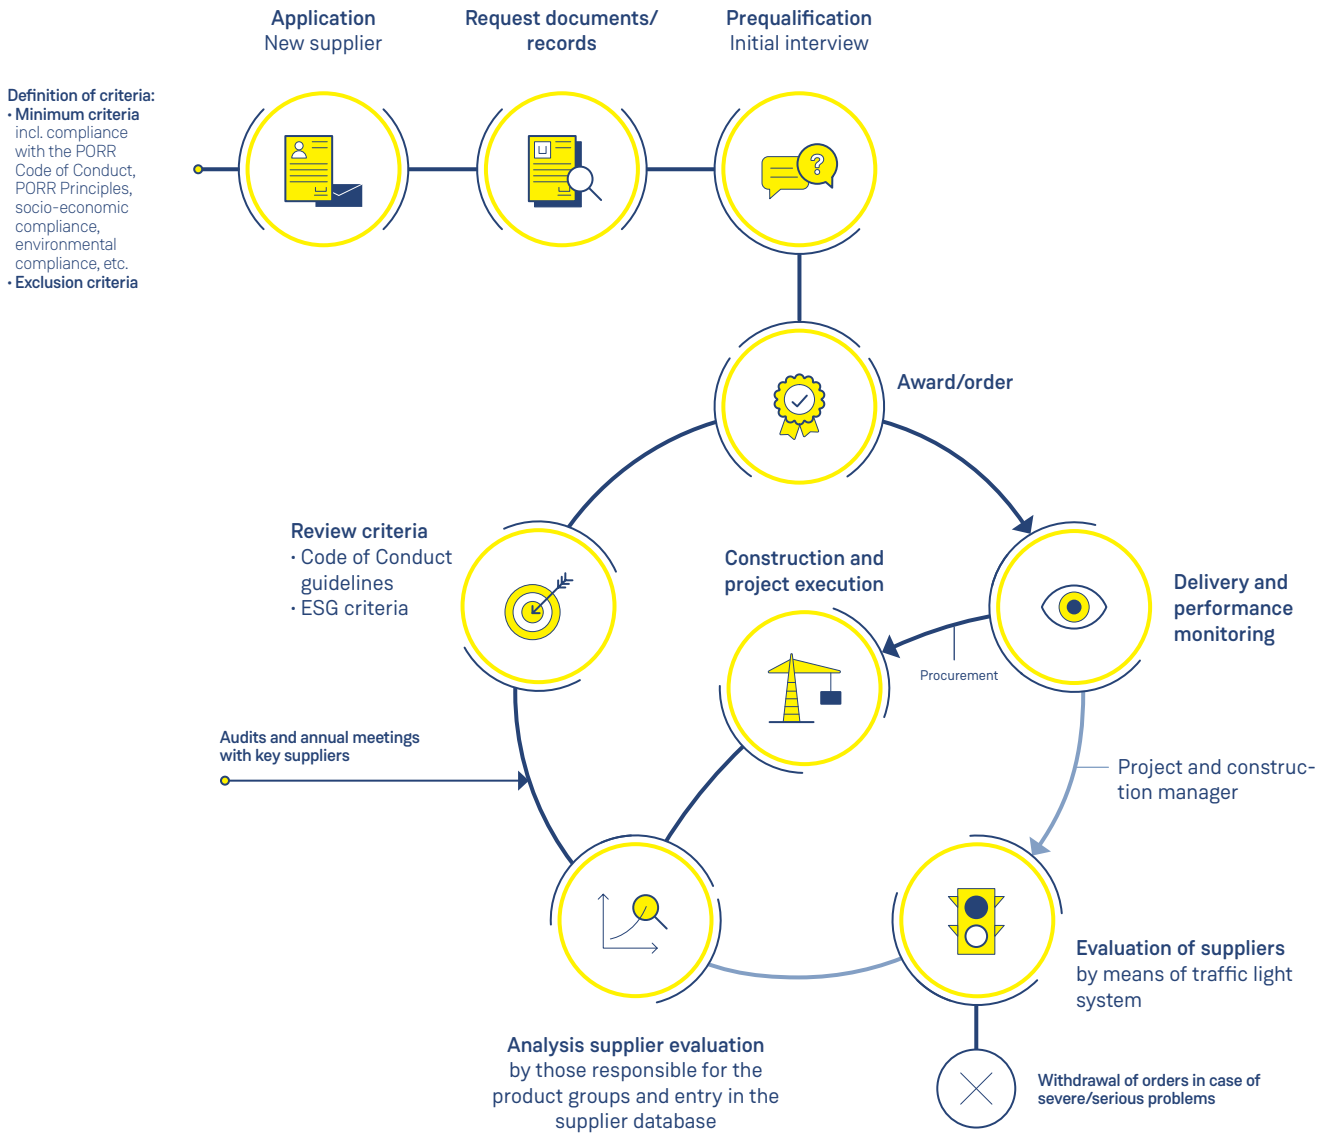 Application
New supplier
Request documents/
records
Prequalification
Initial interview
Definition of criteria:
· Minimum criteria
incl. compliance
with the PORR
Code of Conduct,
PORR Principles,
socio-economic
compliance,
environmental
compliance, etc.
· Exclusion criteria
?
Award/order
Review criteria
· Code of Conduct
guidelines
· ESG criteria
Construction and
project execution
Delivery and
performance
monitoring
Procurement
Audits and annual meetings
with key suppliers
Project and construc-
tion manager
Evaluation of suppliers
by means of traffic light
system
Analysis supplier evaluation
by those responsible for the
product groups and entry in the
supplier database
Withdrawal of orders in case of
severe/serious problems